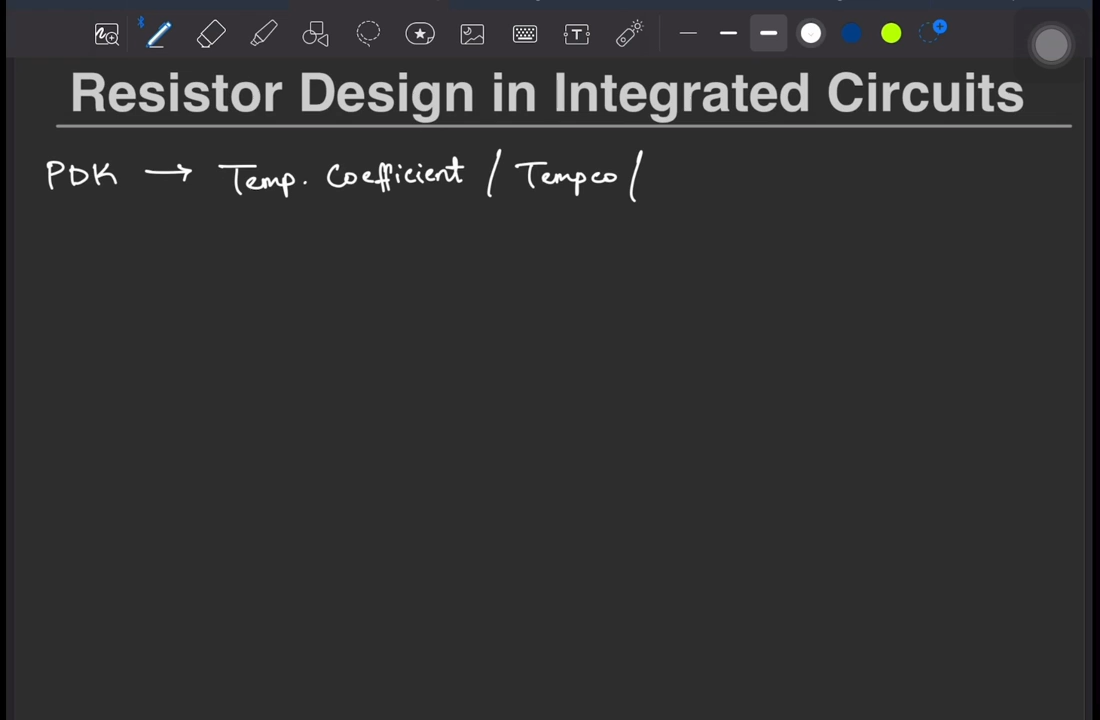 Resistor Design in Integrated Circuits
PDK → Temp. Coefficient / Tempco /